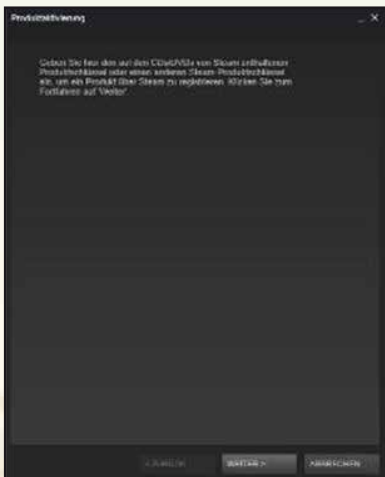 Produktaktivierung
Geben Sie hier den auf den CDs/DVDs von Steam enthaltenen
Produktschlüssel oder einen anderen Steam-Produktschlüssel
ein, um ein Produkt über Steam zu registrieren. Klicken Sie zum
Fortfahren auf 'Weiter'.
< ZURÜCK
WEITER >
ABBRECHEN